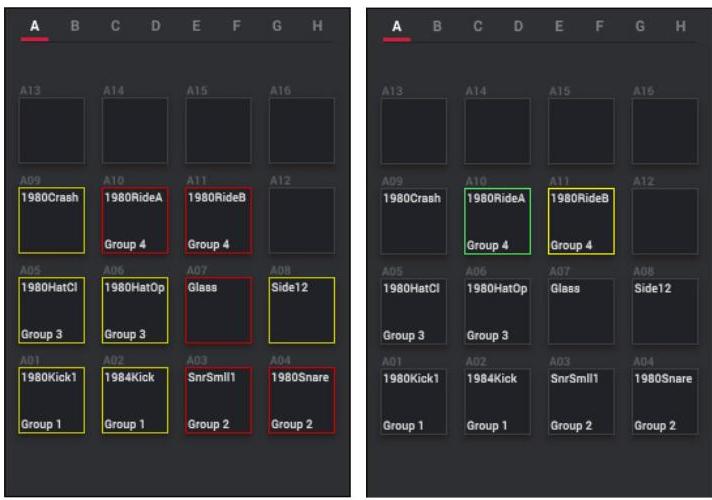 A B C D E F G H
A13 A14 A15 A16
A09 A10 A11 A12
1980Crash 1980RideA 1980RideB
Group 4 Group 4
A05 A06 A07 A08
1980HatCl 1980HatOp Glass Side12
Group 3 Group 3
A01 A02 A03 A04
1980Kick1 1984Kick SnrSmll1 1980Snare
Group 1 Group 1 Group 2 Group 2
A B C D E F G H
A13 A14 A15 A16
A09 A10 A11 A12
1980Crash 1980RideA 1980RideB
Group 4 Group 4
A05 A06 A07 A08
1980HatCl 1980HatOp Glass Side12
Group 3 Group 3
A01 A02 A03 A04
1980Kick1 1984Kick SnrSmll1 1980Snare
Group 1 Group 1 Group 2 Group 2